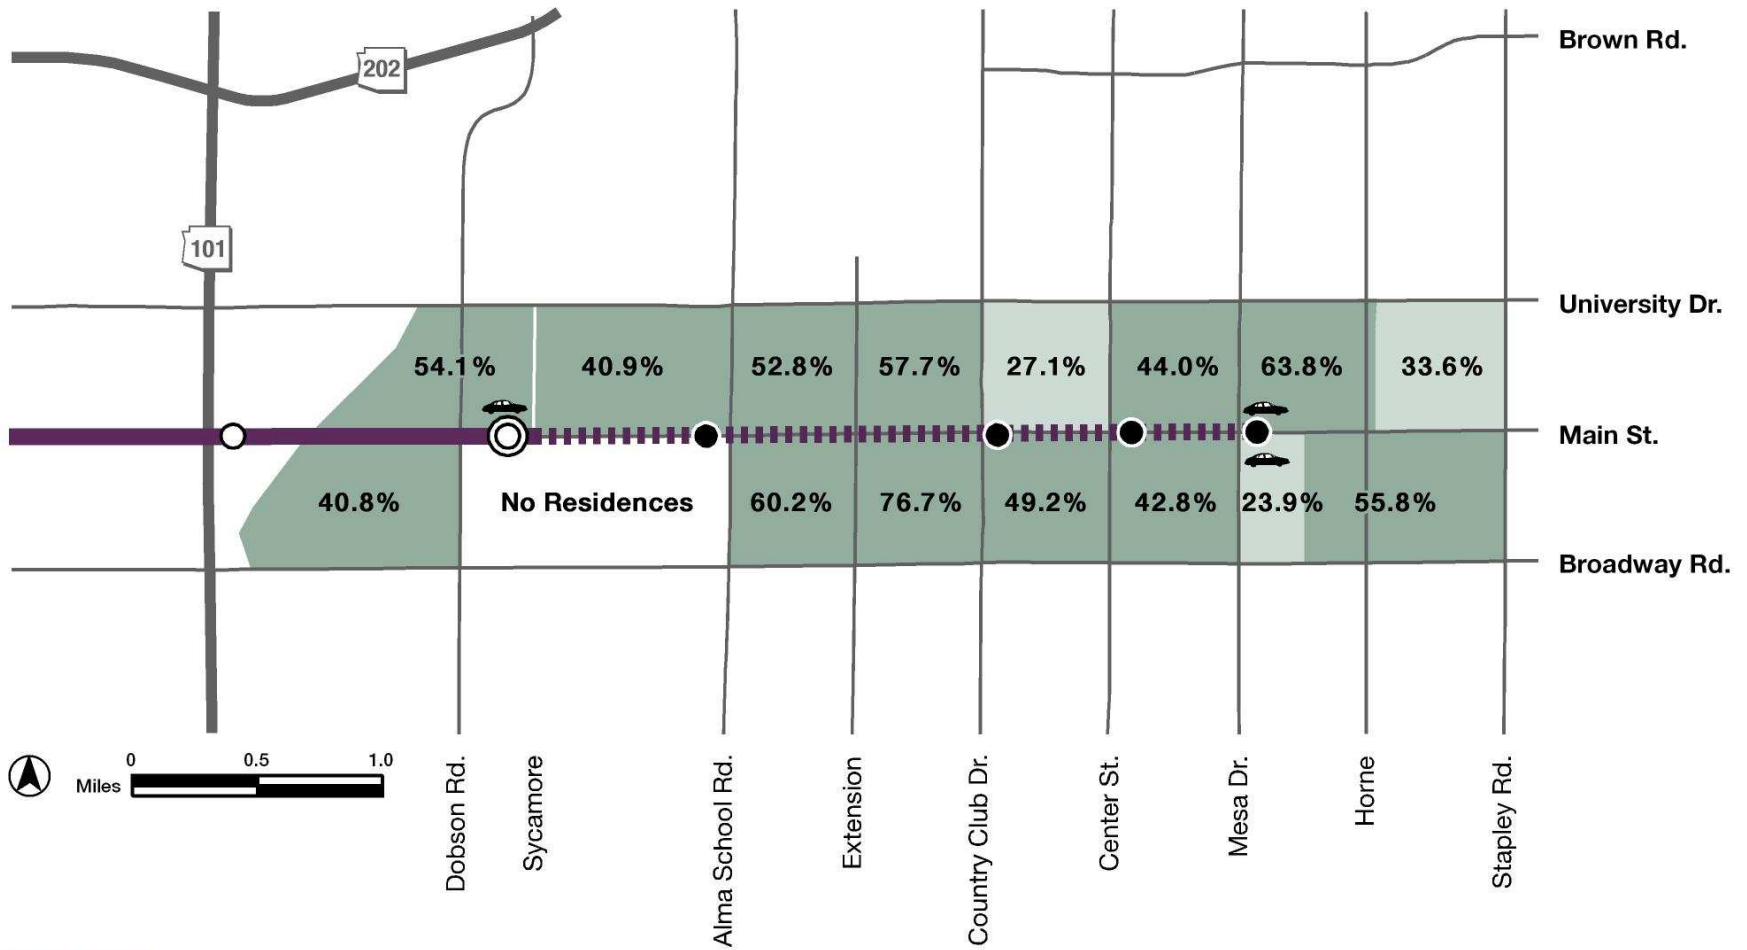 Brown Rd.
202
101
University Dr.
54.1% 40.9% 52.8% 57.7% 27.1% 44.0% 63.8% 33.6%
Main St.
40.8% No Residences 60.2% 76.7% 49.2% 42.8% 23.9% 55.8%
Broadway Rd.
0 0.5 1.0
Miles
Dobson Rd.
Sycamore
Alma School Rd.
Extension
Country Club Dr.
Center St.
Mesa Dr.
Horne
Stapley Rd.